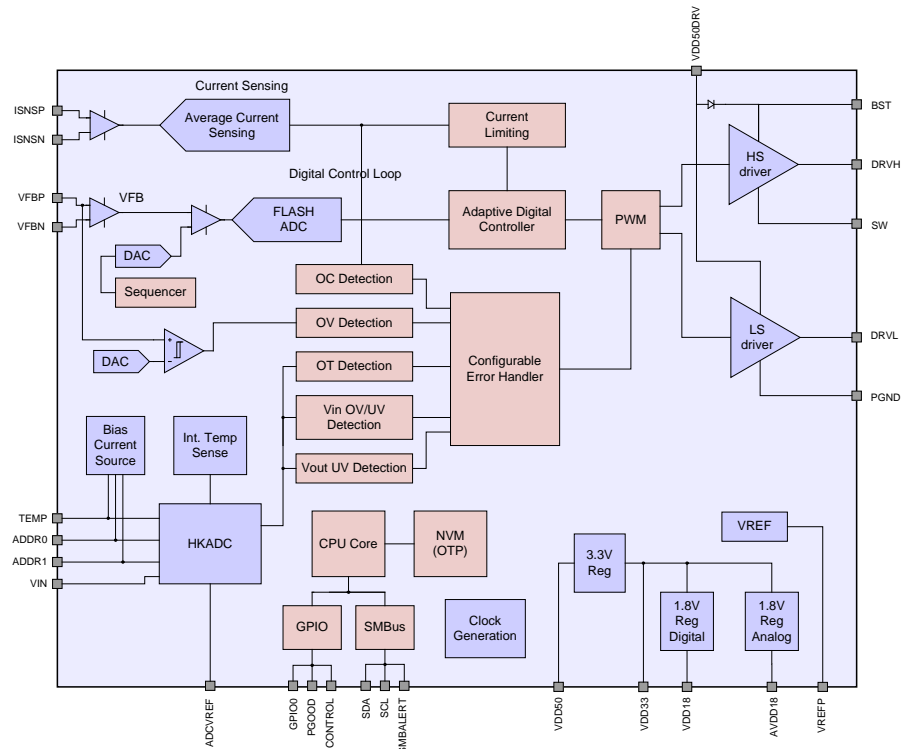 VDD50DRV
Current Sensing
ISNSP
ISNSN
Average Current
Sensing
Current
Limiting
BST
HS
driver
DRVH
SW
Digital Control Loop
VFBP
VFBN
VFB
FLASH
ADC
Adaptive Digital
Controller
PWM
DAC
Sequencer
OC Detection
OV Detection
OT Detection
Vin OV/UV
Detection
Vout UV Detection
Configurable
Error Handler
LS
driver
DRVL
PGND
DAC
Bias
Current
Source
Int. Temp
Sense
TEMP
ADDR0
ADDR1
VIN
HKADC
CPU Core
NVM
(OTP)
GPIO
SMBus
Clock
Generation
3.3V
Reg
VREF
1.8V
Reg
Digital
1.8V
Reg
Analog
ADCVREF
GPIO0
PGOOD
CONTROL
SDA
SCL
SMBALERT
VDD50
VDD33
VDD18
AVDD18
VREFP